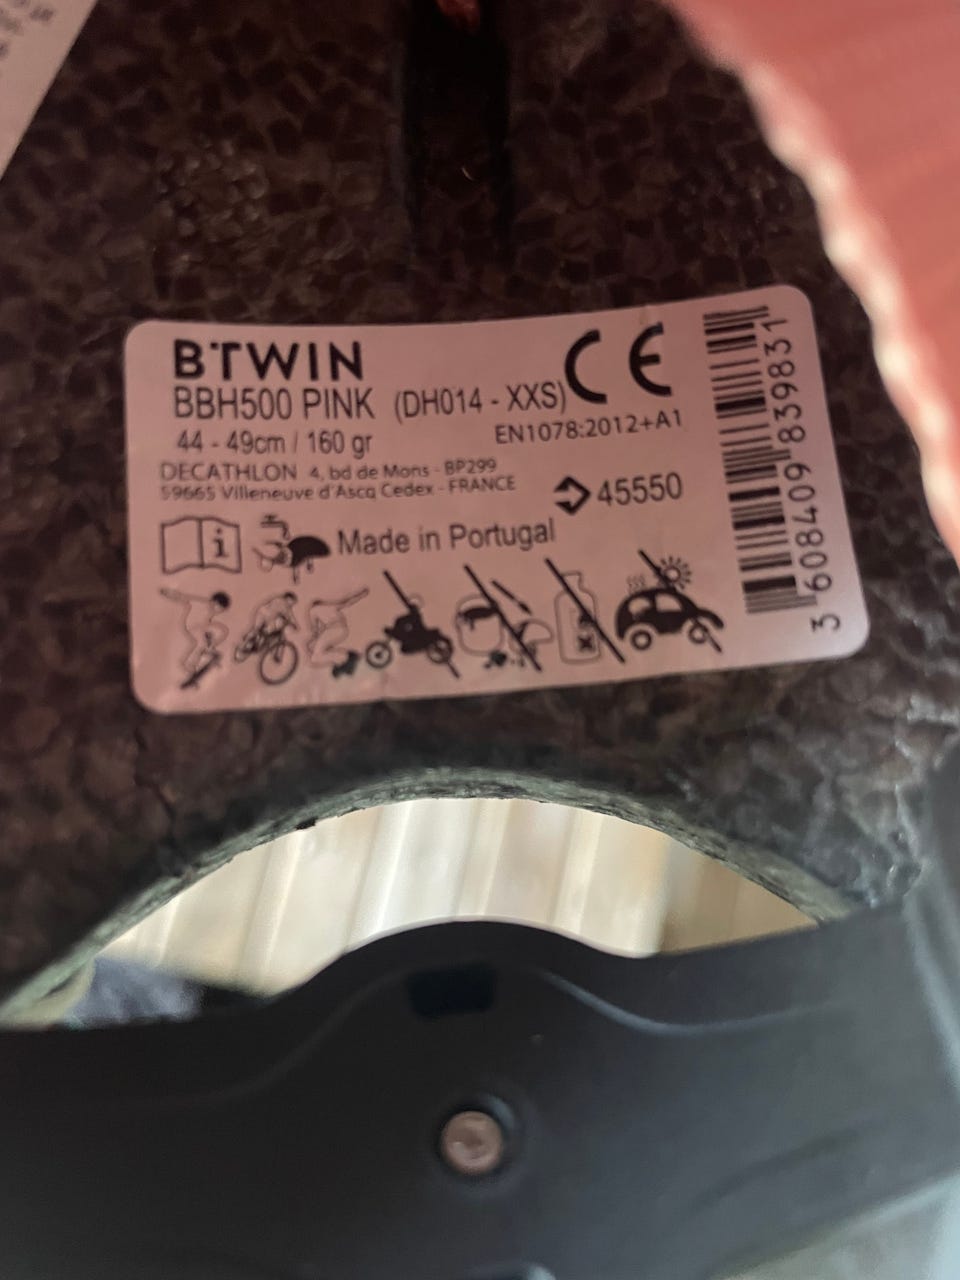 BTWIN
BBH500 PINK (DH014 - XXS)
CE
44 - 49cm / 160 gr
EN1078:2012+A1
DECATHLON 4, bd de Mons - BP299
59665 Villeneuve d'Ascq Cedex - FRANCE
45550
i
Made in Portugal
x
3 608409 839831